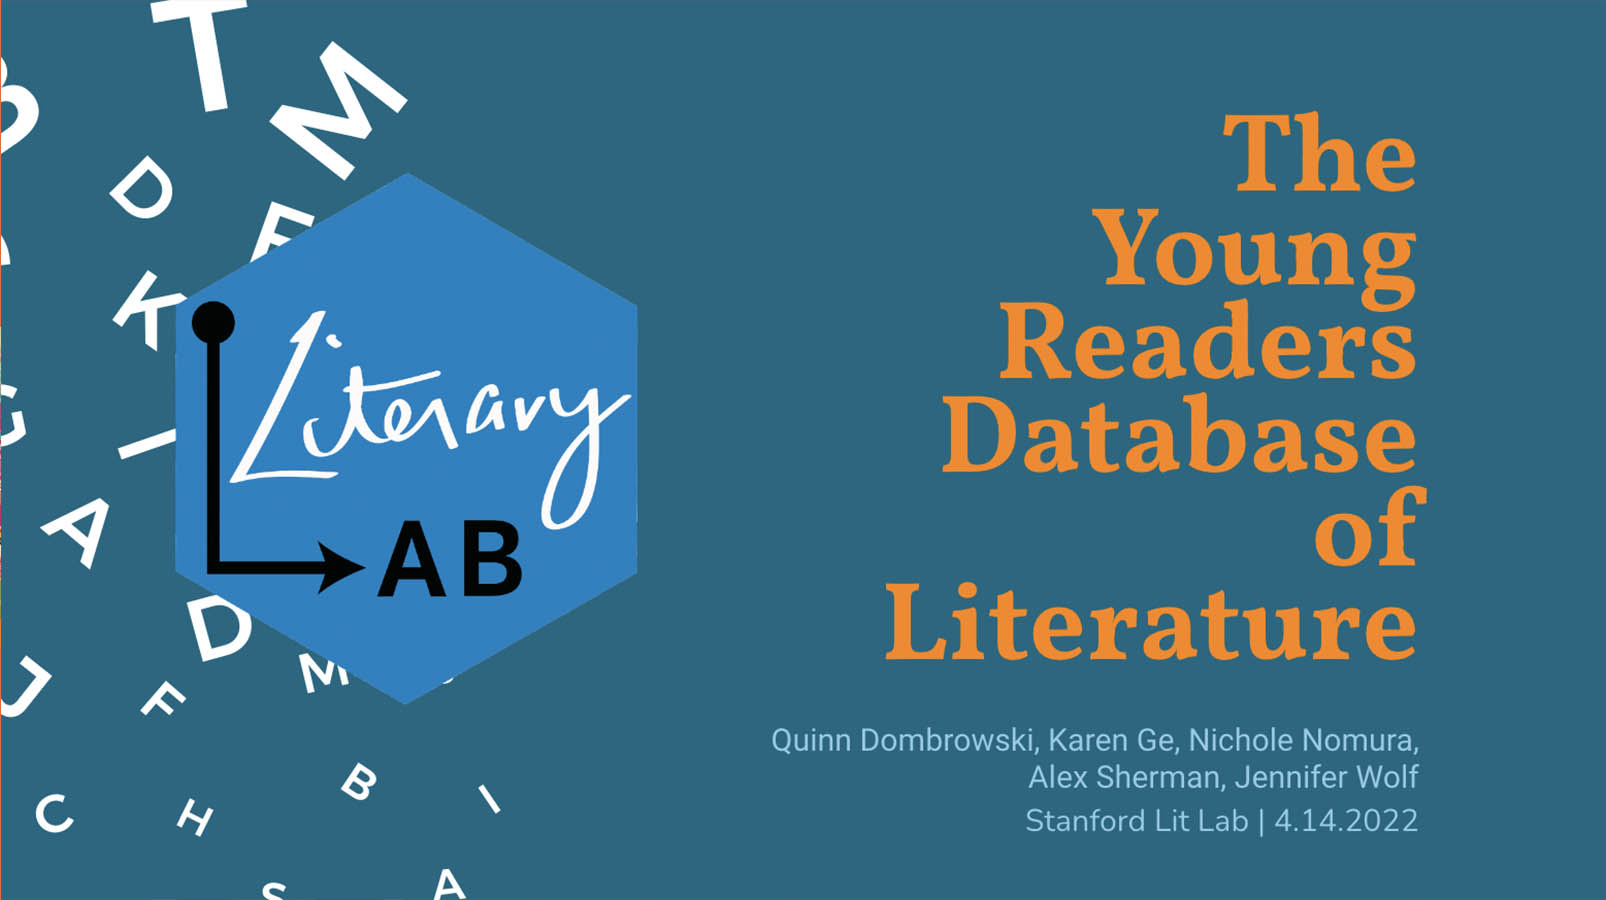 T
M
B
D
E
K
G
I
A
D
M
J
F
B
I
C
H
S
A
Literary
AB
The
Young
Readers
Database
of
Literature
Quinn Dombrowski, Karen Ge, Nichole Nomura,
Alex Sherman, Jennifer Wolf
Stanford Lit Lab | 4.14.2022